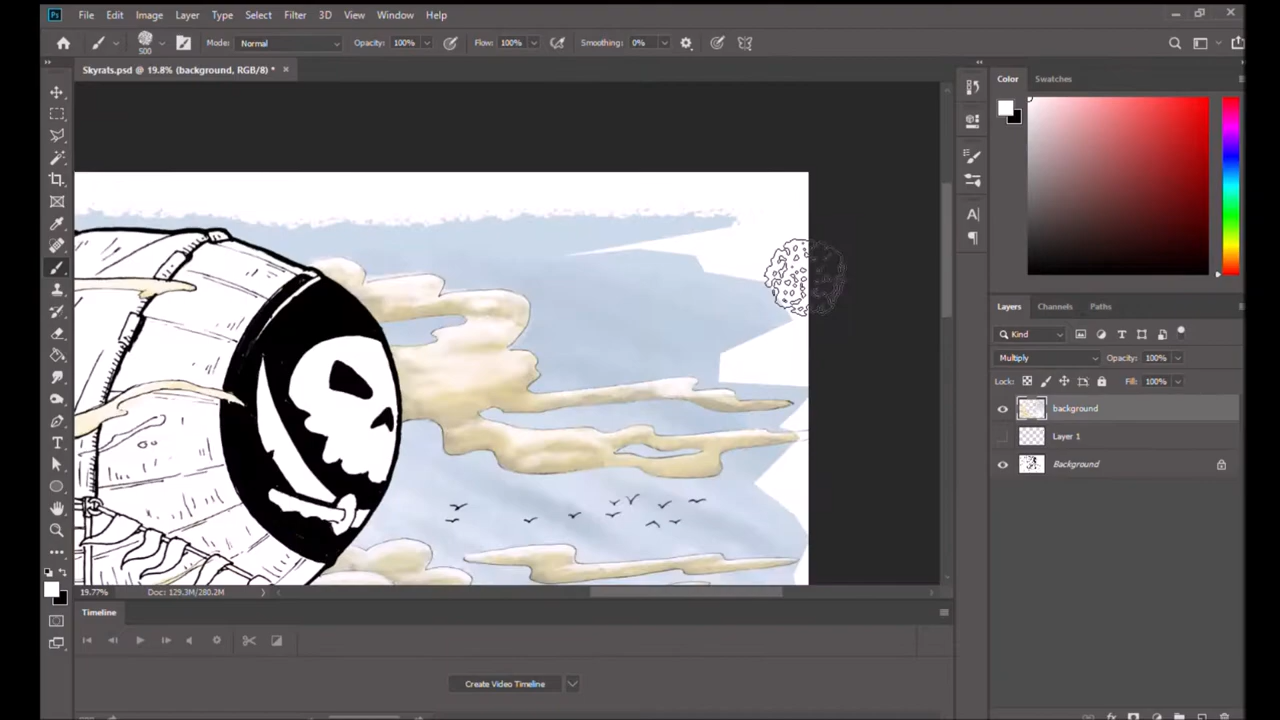 Ps File Edit Image Layer Type Select Filter 3D View Window Help
500 Mode: Normal Opacity: 100% Flow: 100% Smoothing: 0%
Skyrats.psd @ 19.8% (background, RGB/8) * ×
Color Swatches
Layers Channels Paths
Kind
Multiply Opacity: 100%
Lock: Fill: 100%
background
Layer 1
Background
19.77% Doc: 129.3M/280.2M
Timeline
Create Video Timeline